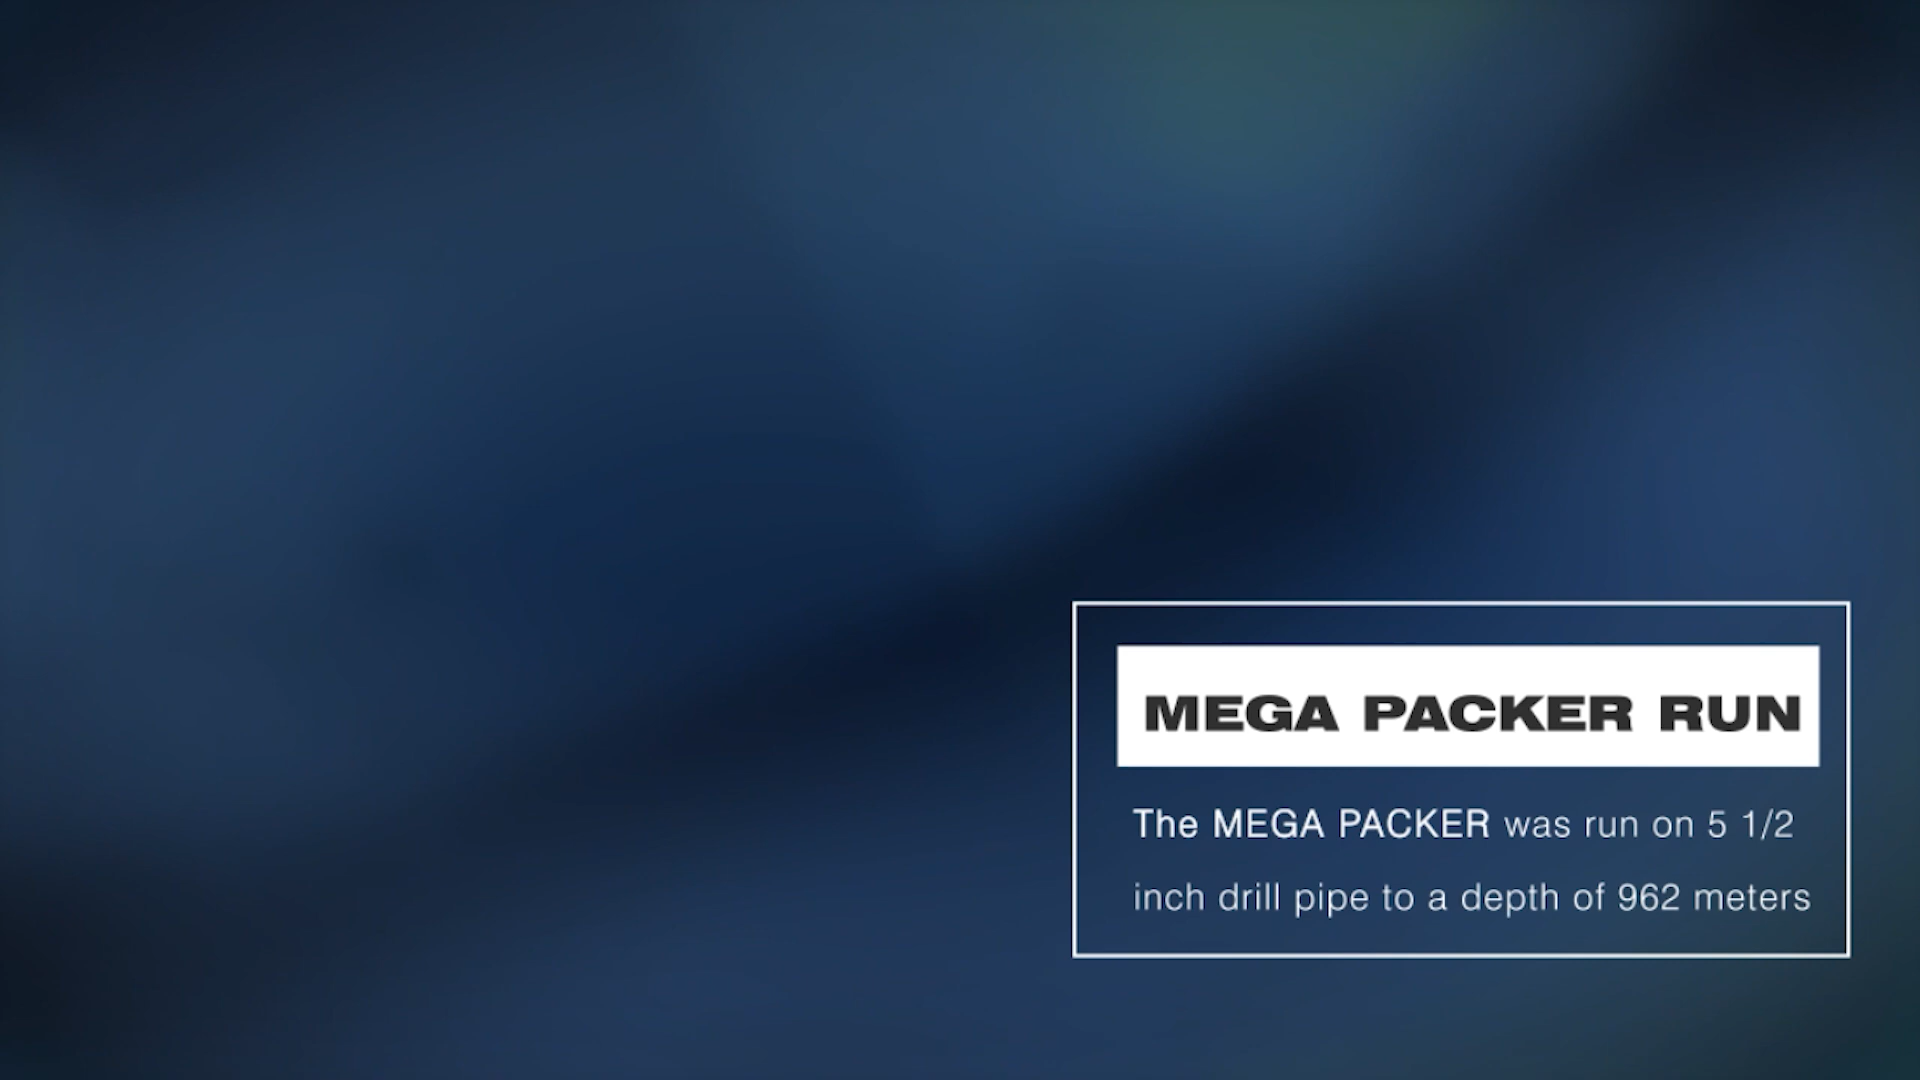 MEGA PACKER RUN
The MEGA PACKER was run on 5 1/2
inch drill pipe to a depth of 962 meters